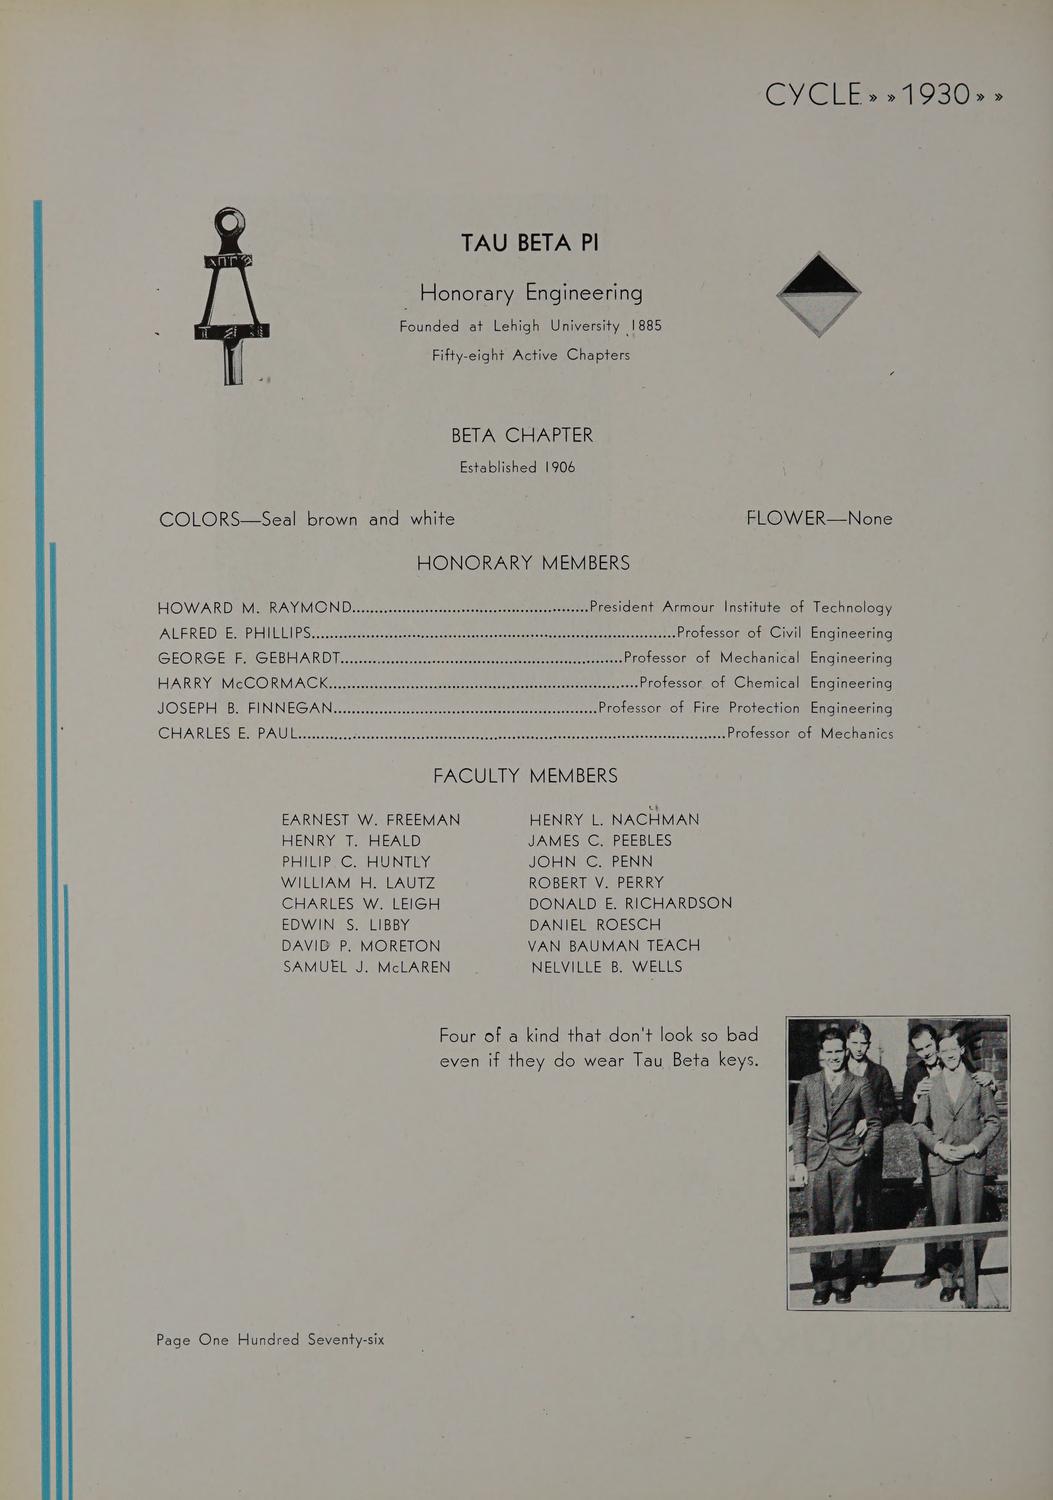 CYCLE » » 1930 » »
TAU BETA PI
Honorary Engineering
Founded at Lehigh University 1885
Fifty-eight Active Chapters
BETA CHAPTER
Established 1906
COLORS—Seal brown and white FLOWER—None
HONORARY MEMBERS
HOWARD M. RAYMOND........President Armour Institute of Technology
ALFRED E. PHILLIPS........Professor of Civil Engineering
GEORGE F. GEBHARDT........Professor of Mechanical Engineering
HARRY McCORMACK........Professor of Chemical Engineering
JOSEPH B. FINNEGAN........Professor of Fire Protection Engineering
CHARLES E. PAUL........Professor of Mechanics
FACULTY MEMBERS
EARNEST W. FREEMAN
HENRY T. HEALD
PHILIP C. HUNTLY
WILLIAM H. LAUTZ
CHARLES W. LEIGH
EDWIN S. LIBBY
DAVID P. MORETON
SAMUEL J. McLAREN
HENRY L. NACHMAN
JAMES C. PEEBLES
JOHN C. PENN
ROBERT V. PERRY
DONALD E. RICHARDSON
DANIEL ROESCH
VAN BAUMAN TEACH
NELVILLE B. WELLS
Four of a kind that don't look so bad
even if they do wear Tau Beta keys.
Page One Hundred Seventy-six